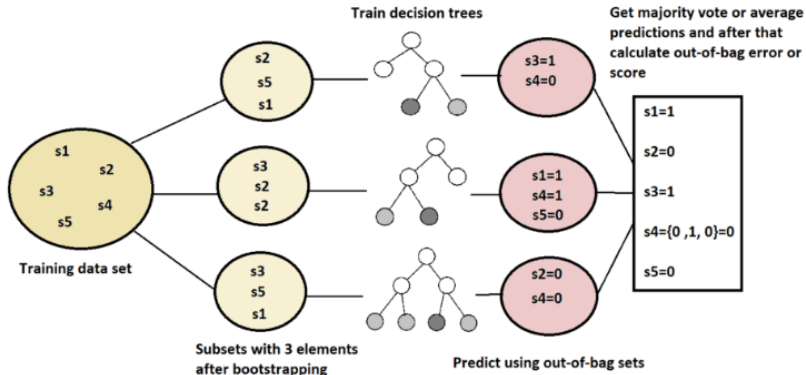 Train decision trees
Get majority vote or average
predictions and after that
calculate out-of-bag error or
score
s1
s2
s3
s4
s5
Training data set
s2
s5
s1
s3
s2
s2
s3
s5
s1
Subsets with 3 elements
after bootstrapping
s3=1
s4=0
s1=1
s4=1
s5=0
s2=0
s4=0
Predict using out-of-bag sets
s1=1
s2=0
s3=1
s4={0 ,1, 0}=0
s5=0